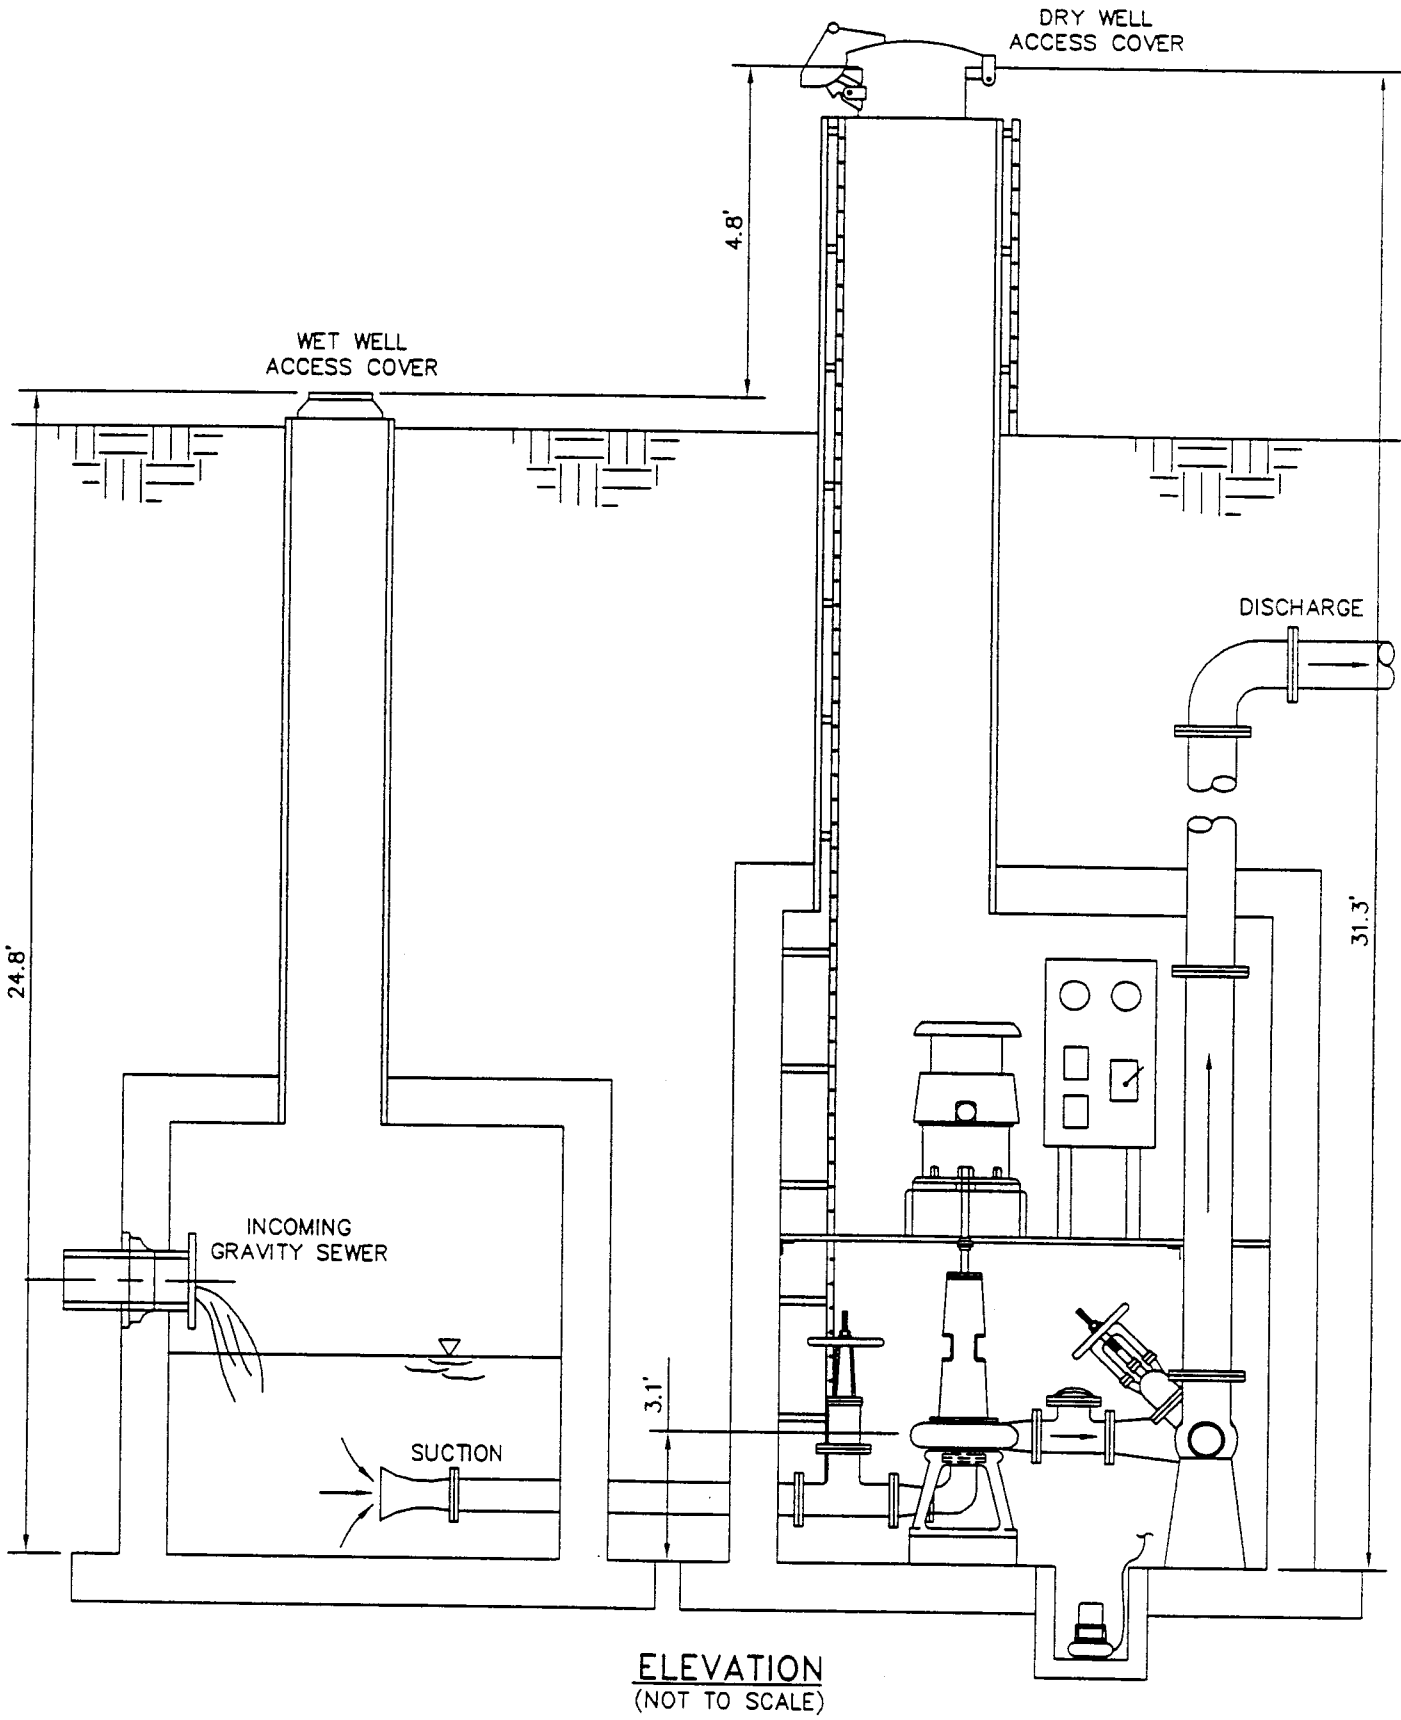 DRY WELL
ACCESS COVER
4.8'
WET WELL
ACCESS COVER
DISCHARGE
31.3'
24.8'
INCOMING
GRAVITY SEWER
3.1'
SUCTION
ELEVATION
(NOT TO SCALE)